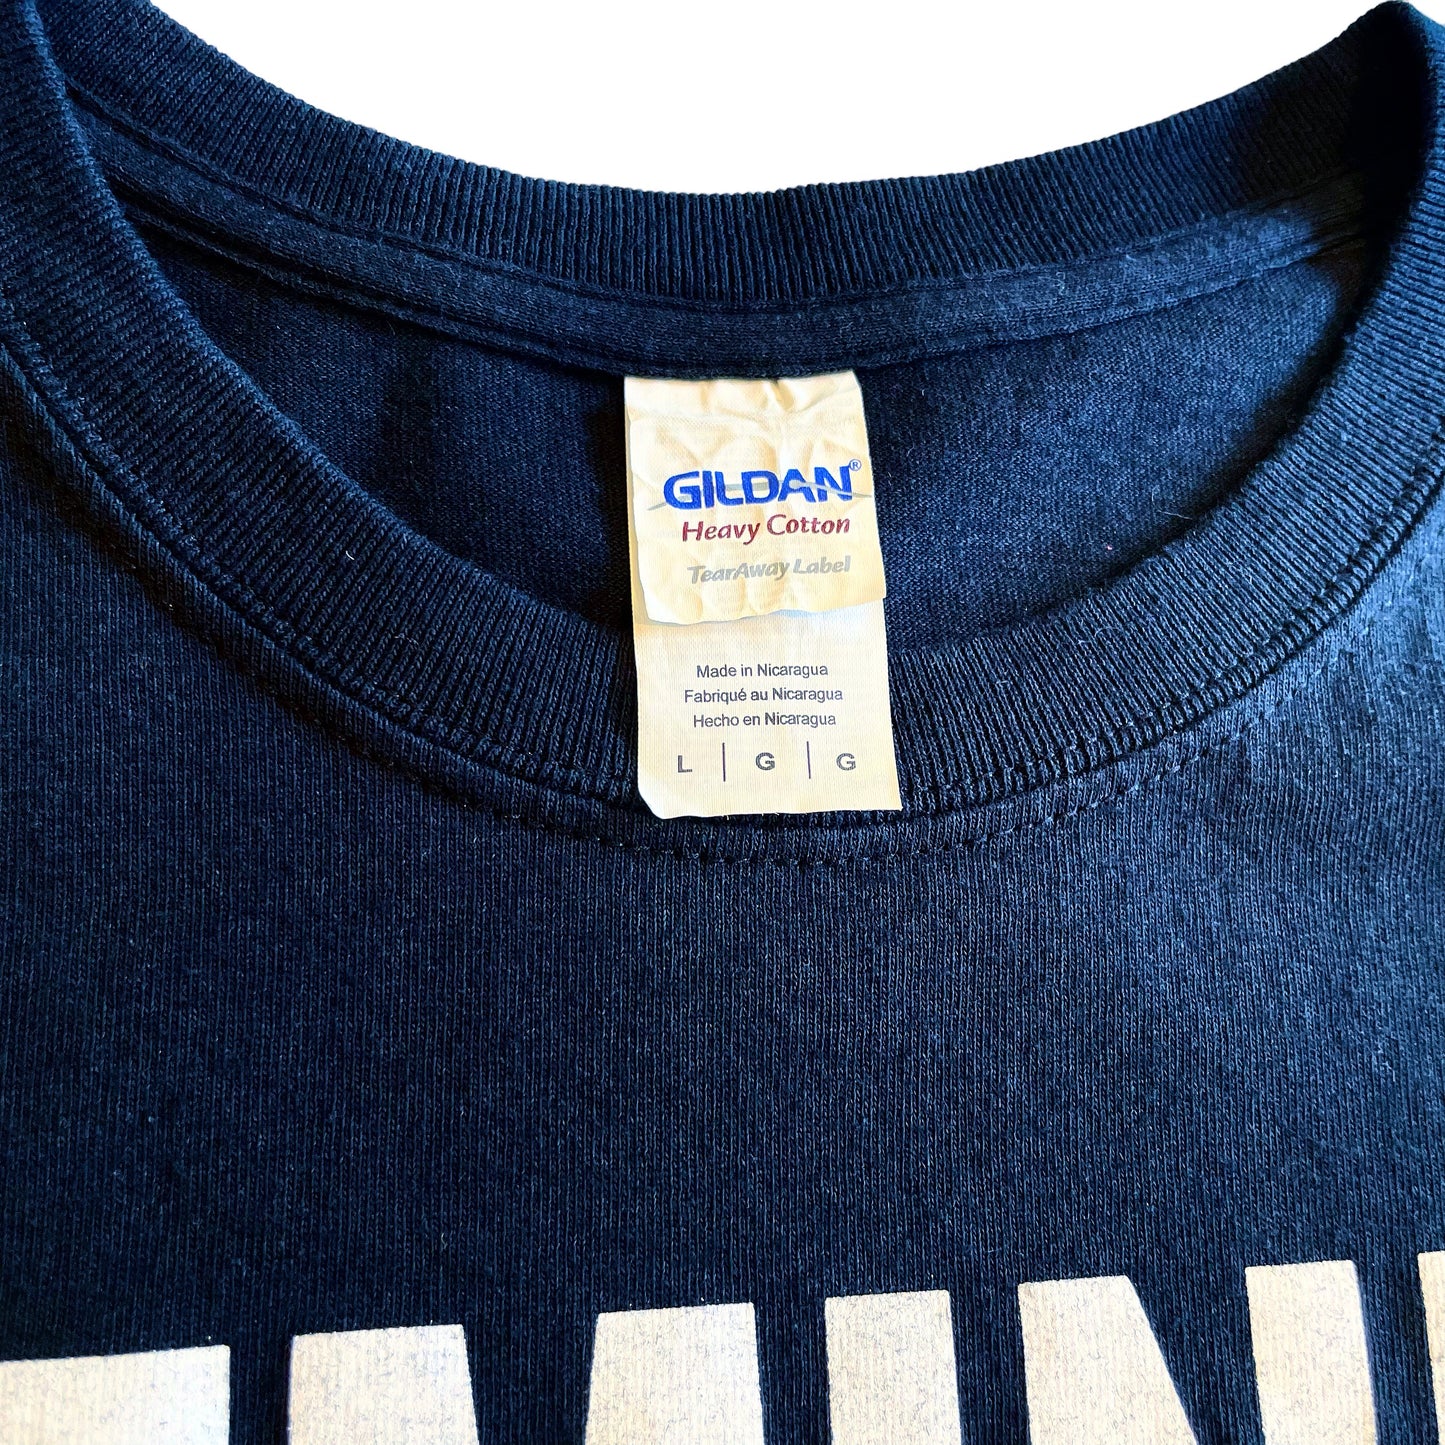 GILDAN®
Heavy Cotton
TearAway Label
Made in Nicaragua
Fabriqué au Nicaragua
Hecho en Nicaragua
L | G | G